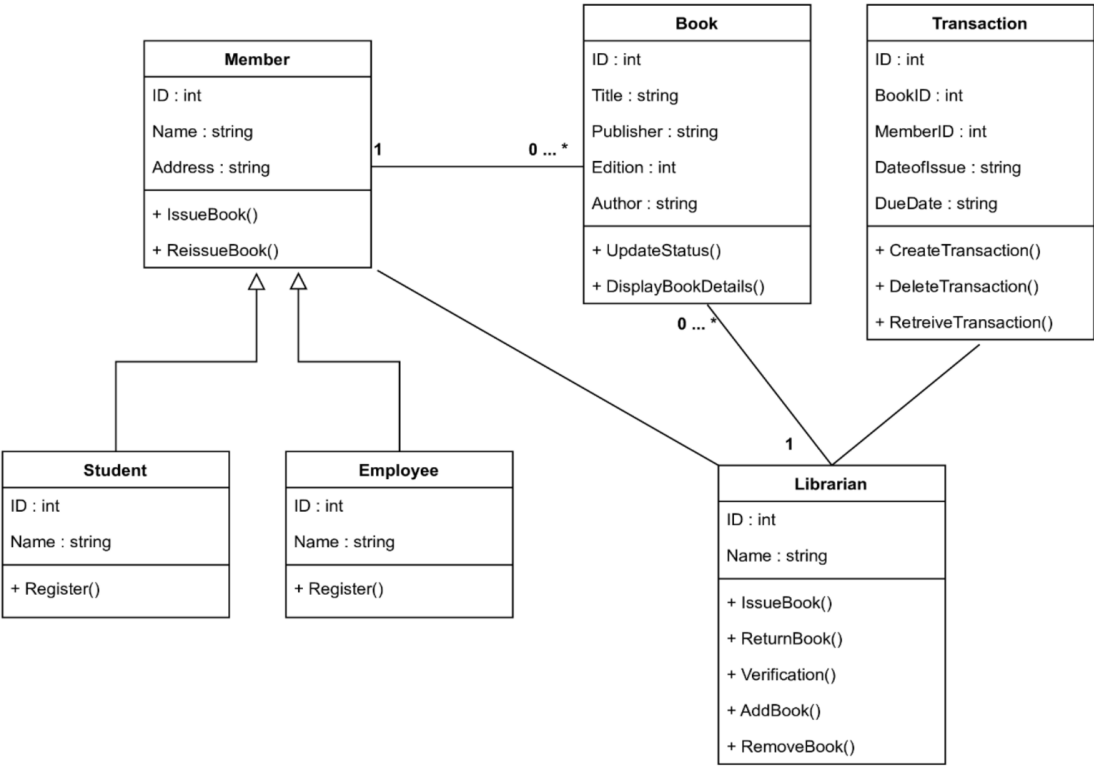 Member
ID : int
Name : string
Address : string
+ IssueBook()
+ ReissueBook()
1
0 ... *
Book
ID : int
Title : string
Publisher : string
Edition : int
Author : string
+ UpdateStatus()
+ DisplayBookDetails()
0 ... *
1
Transaction
ID : int
BookID : int
MemberID : int
DateofIssue : string
DueDate : string
+ CreateTransaction()
+ DeleteTransaction()
+ RetreiveTransaction()
Student
ID : int
Name : string
+ Register()
Employee
ID : int
Name : string
+ Register()
Librarian
ID : int
Name : string
+ IssueBook()
+ ReturnBook()
+ Verification()
+ AddBook()
+ RemoveBook()